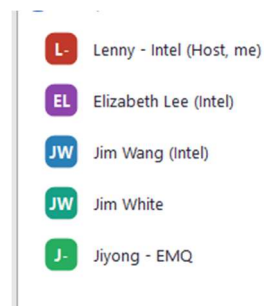 L- Lenny - Intel (Host, me)
EL Elizabeth Lee (Intel)
JW Jim Wang (Intel)
JW Jim White
J- Jiyong - EMQ